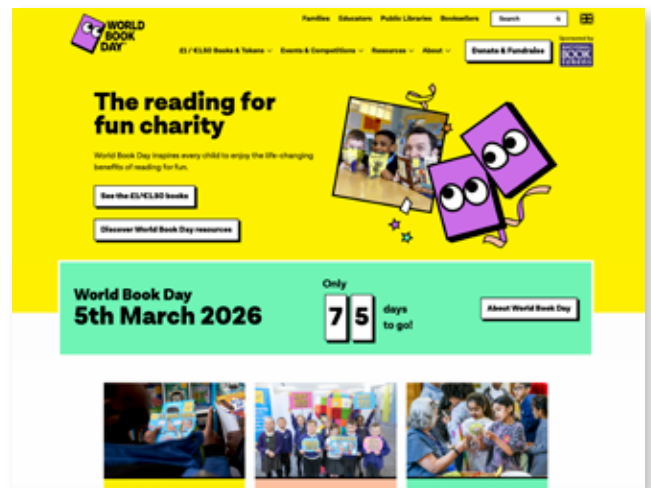 WORLD
BOOK
DAY
Families Educators Public Libraries Booksellers Search
£1/€1.50 Books & Tokens Events & Competitions Resources About Donate & Fundraise
Sponsored by
NATIONAL
BOOK
TOKENS
The reading for
fun charity
World Book Day inspires every child to enjoy the life-changing
benefits of reading for fun.
See the £1/€1.50 books
Discover World Book Day resources
World Book Day
5th March 2026
Only
75
days
to go!
About World Book Day